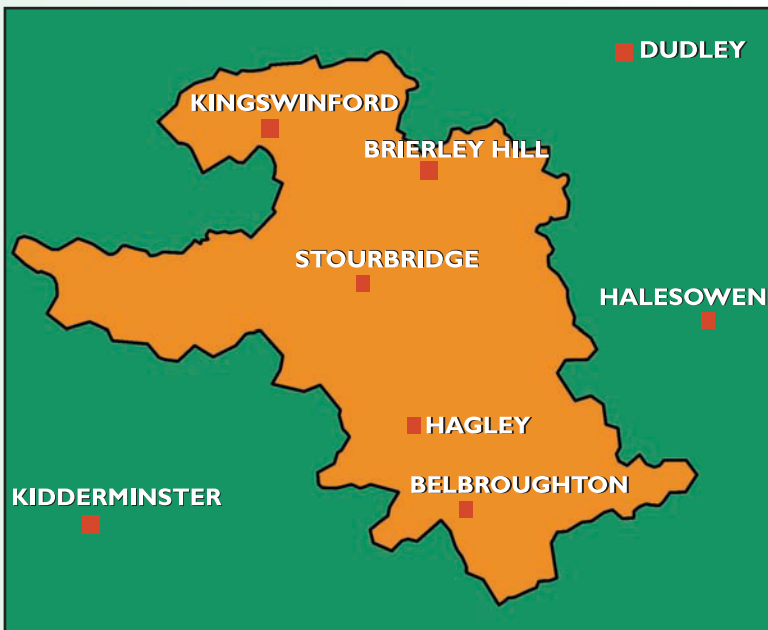 DUDLEY
KINGSWINFORD
BRIERLEY HILL
STOURBRIDGE
HALESOWEN
HAGLEY
BELBROUGHTON
KIDDERMINSTER